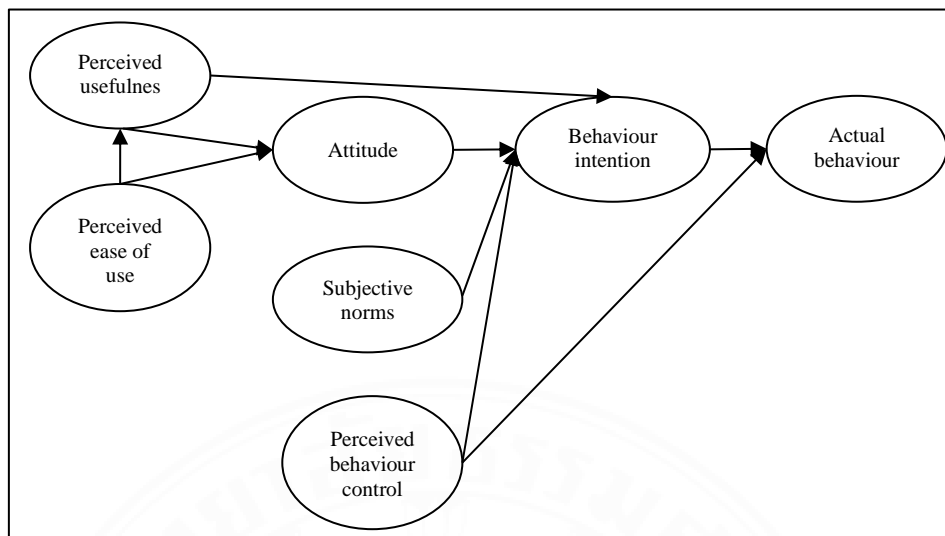 Perceived
usefulnes
Perceived
ease of
use
Attitude
Subjective
norms
Perceived
behaviour
control
Behaviour
intention
Actual
behaviour